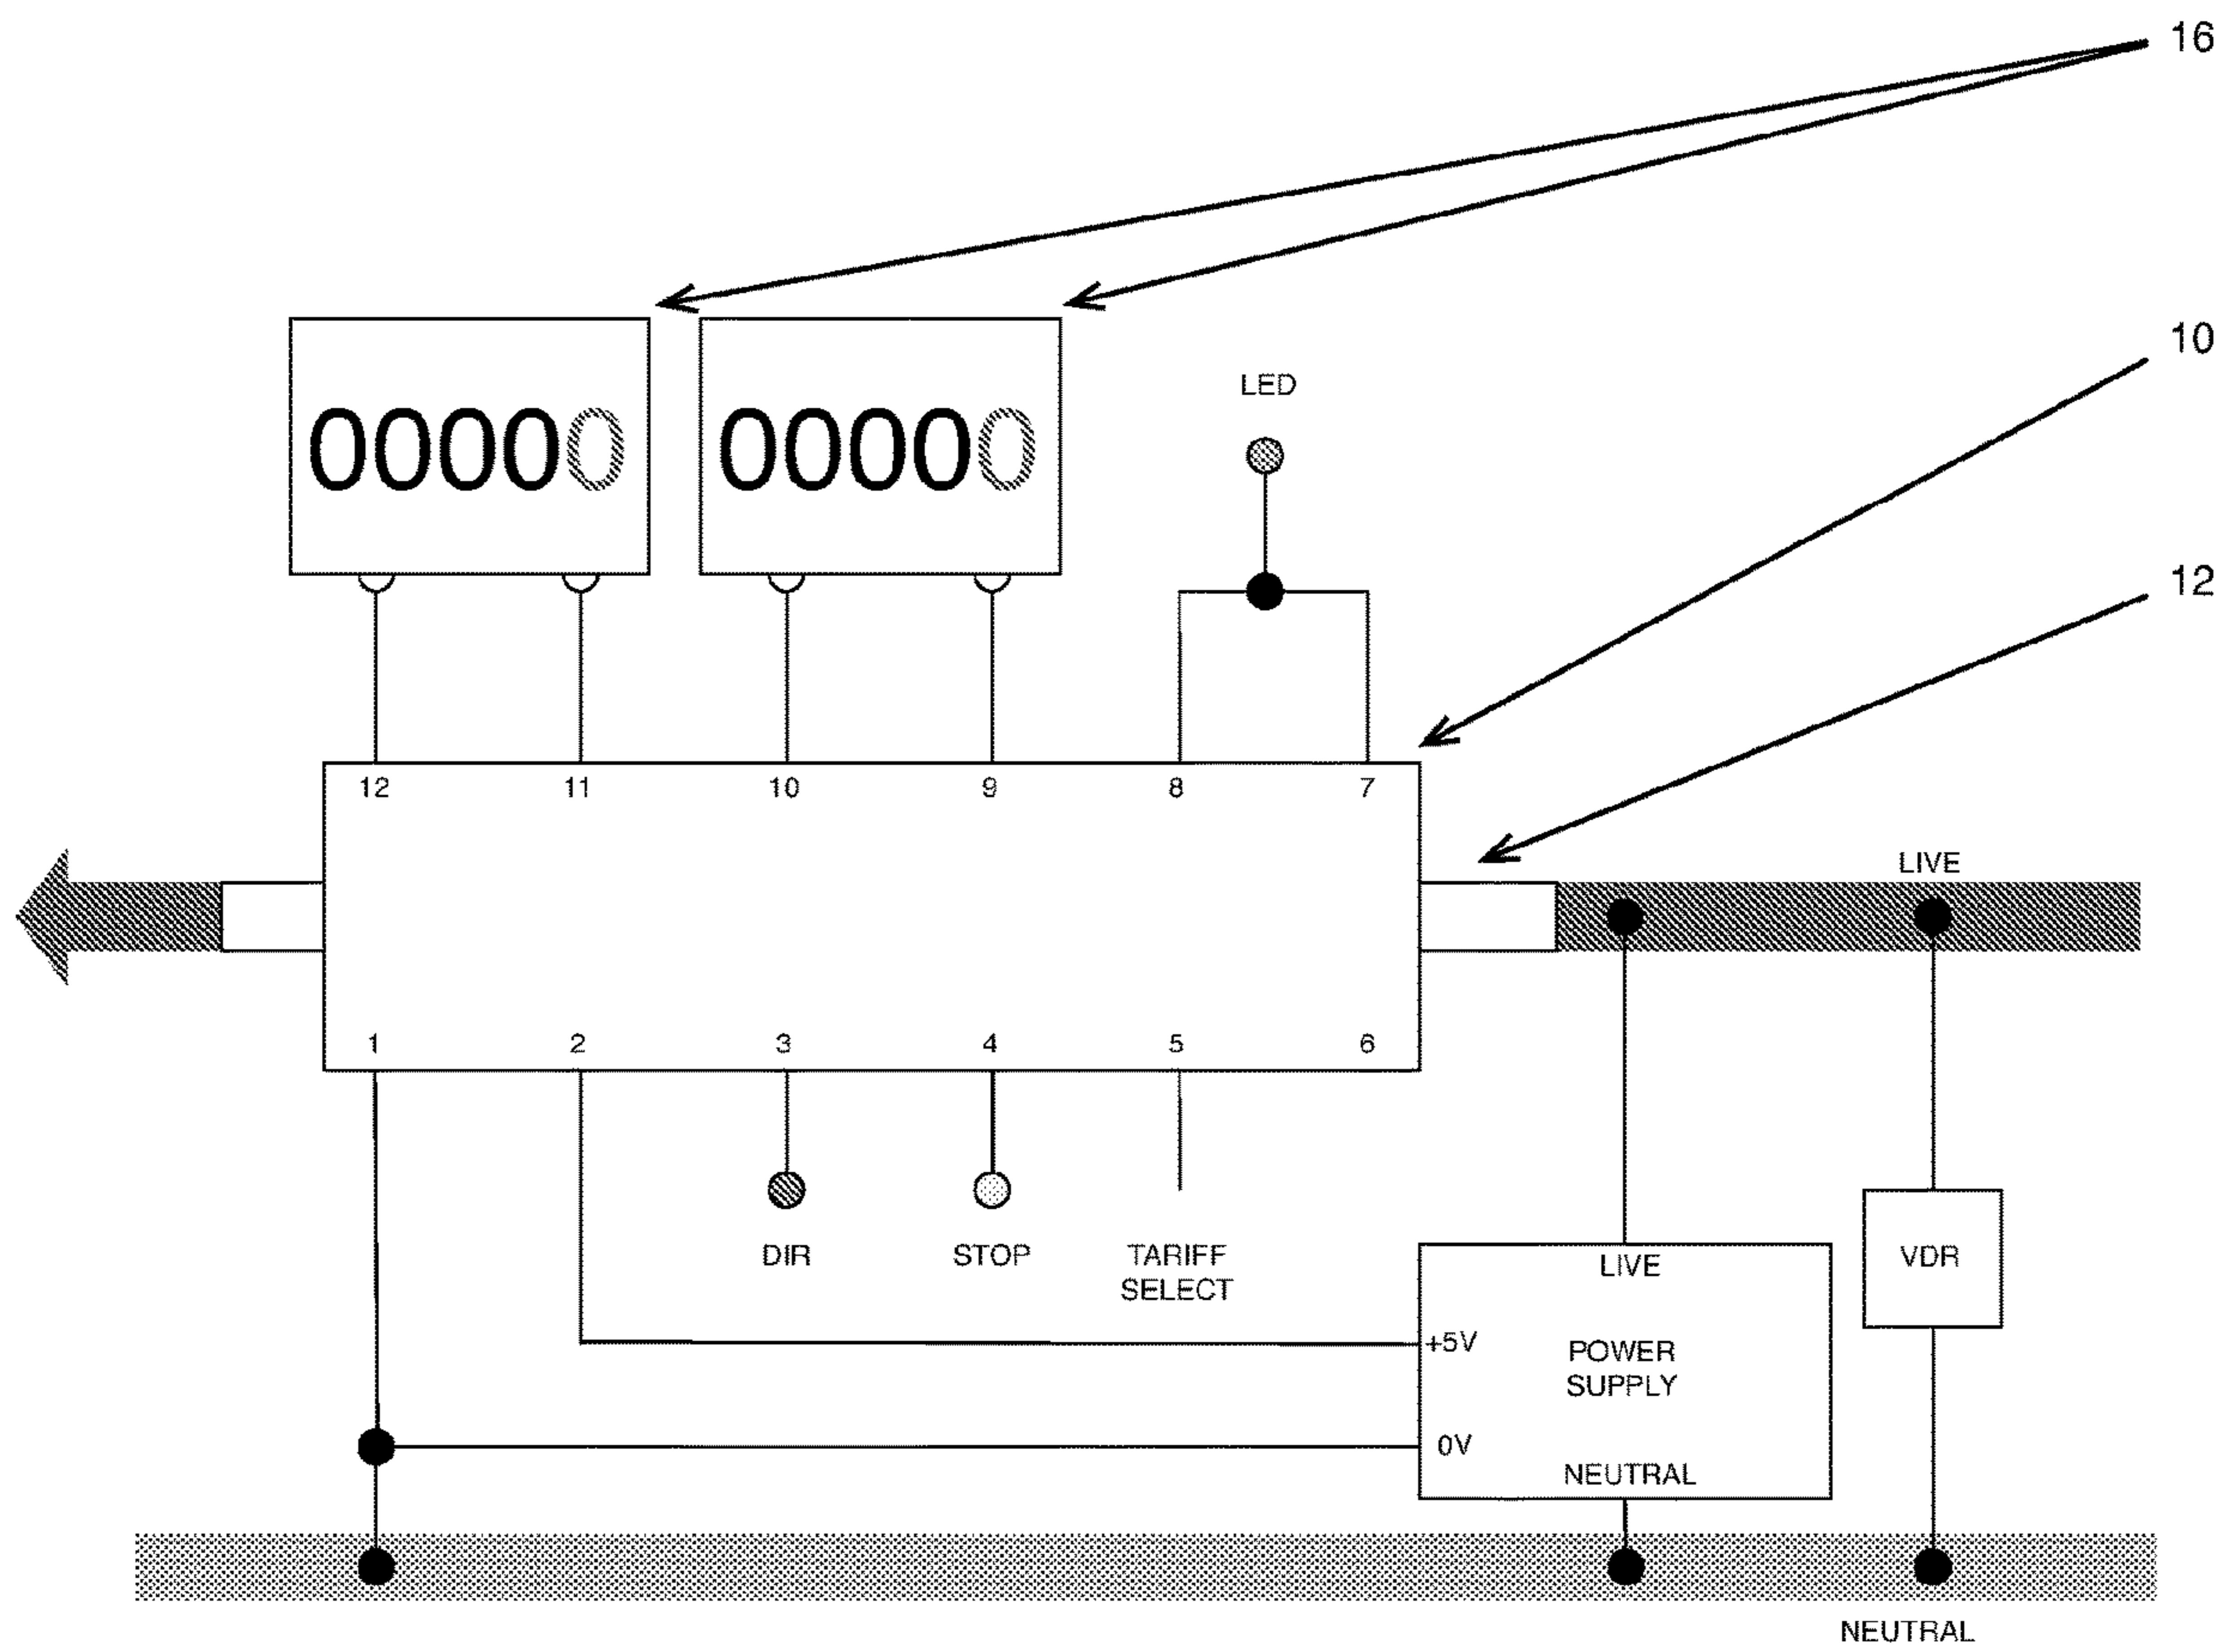 16
10
LED
00000 00000
12
12 11 10 9 8 7
LIVE
1 2 3 4 5 6
DIR STOP TARIFF
SELECT
LIVE
VDR
+5V
POWER
SUPPLY
0V
NEUTRAL
NEUTRAL